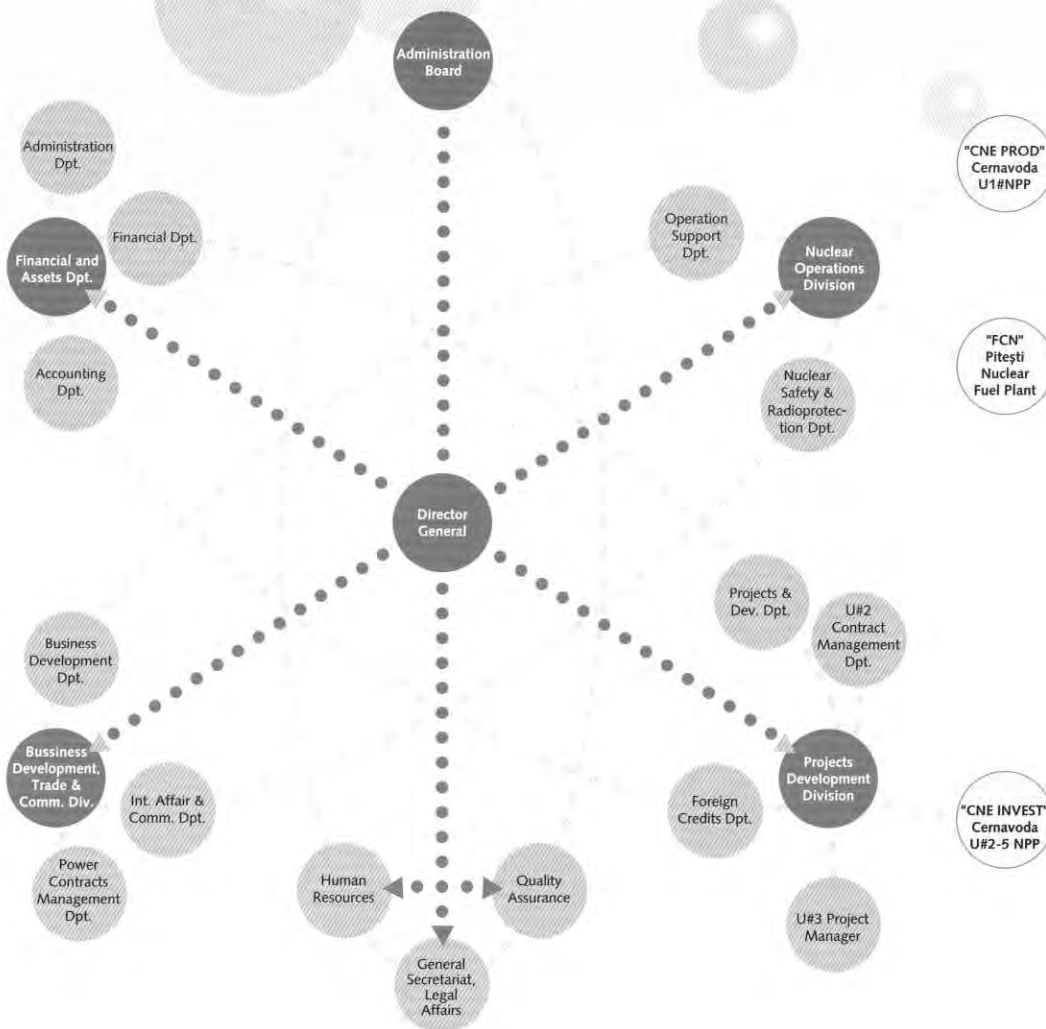 Administration
Board
Administration
Dpt.
Financial Dpt.
Financial and
Assets Dpt.
Accounting
Dpt.
Operation
Support
Dpt.
Nuclear
Operations
Division
Nuclear
Safety &
Radioprotec-
tion Dpt.
"CNE PROD"
Cernavoda
U1#NPP
"FCN"
Piteşti
Nuclear
Fuel Plant
Director
General
Business
Development
Dpt.
Bussiness
Development,
Trade &
Comm. Div.
Int. Affair &
Comm. Dpt.
Power
Contracts
Management
Dpt.
Human
Resources
Quality
Assurance
General
Secretariat,
Legal
Affairs
Projects &
Dev. Dpt.
U#2
Contract
Management
Dpt.
Projects
Development
Division
Foreign
Credits Dpt.
U#3 Project
Manager
"CNE INVEST"
Cernavoda
U#2-5 NPP